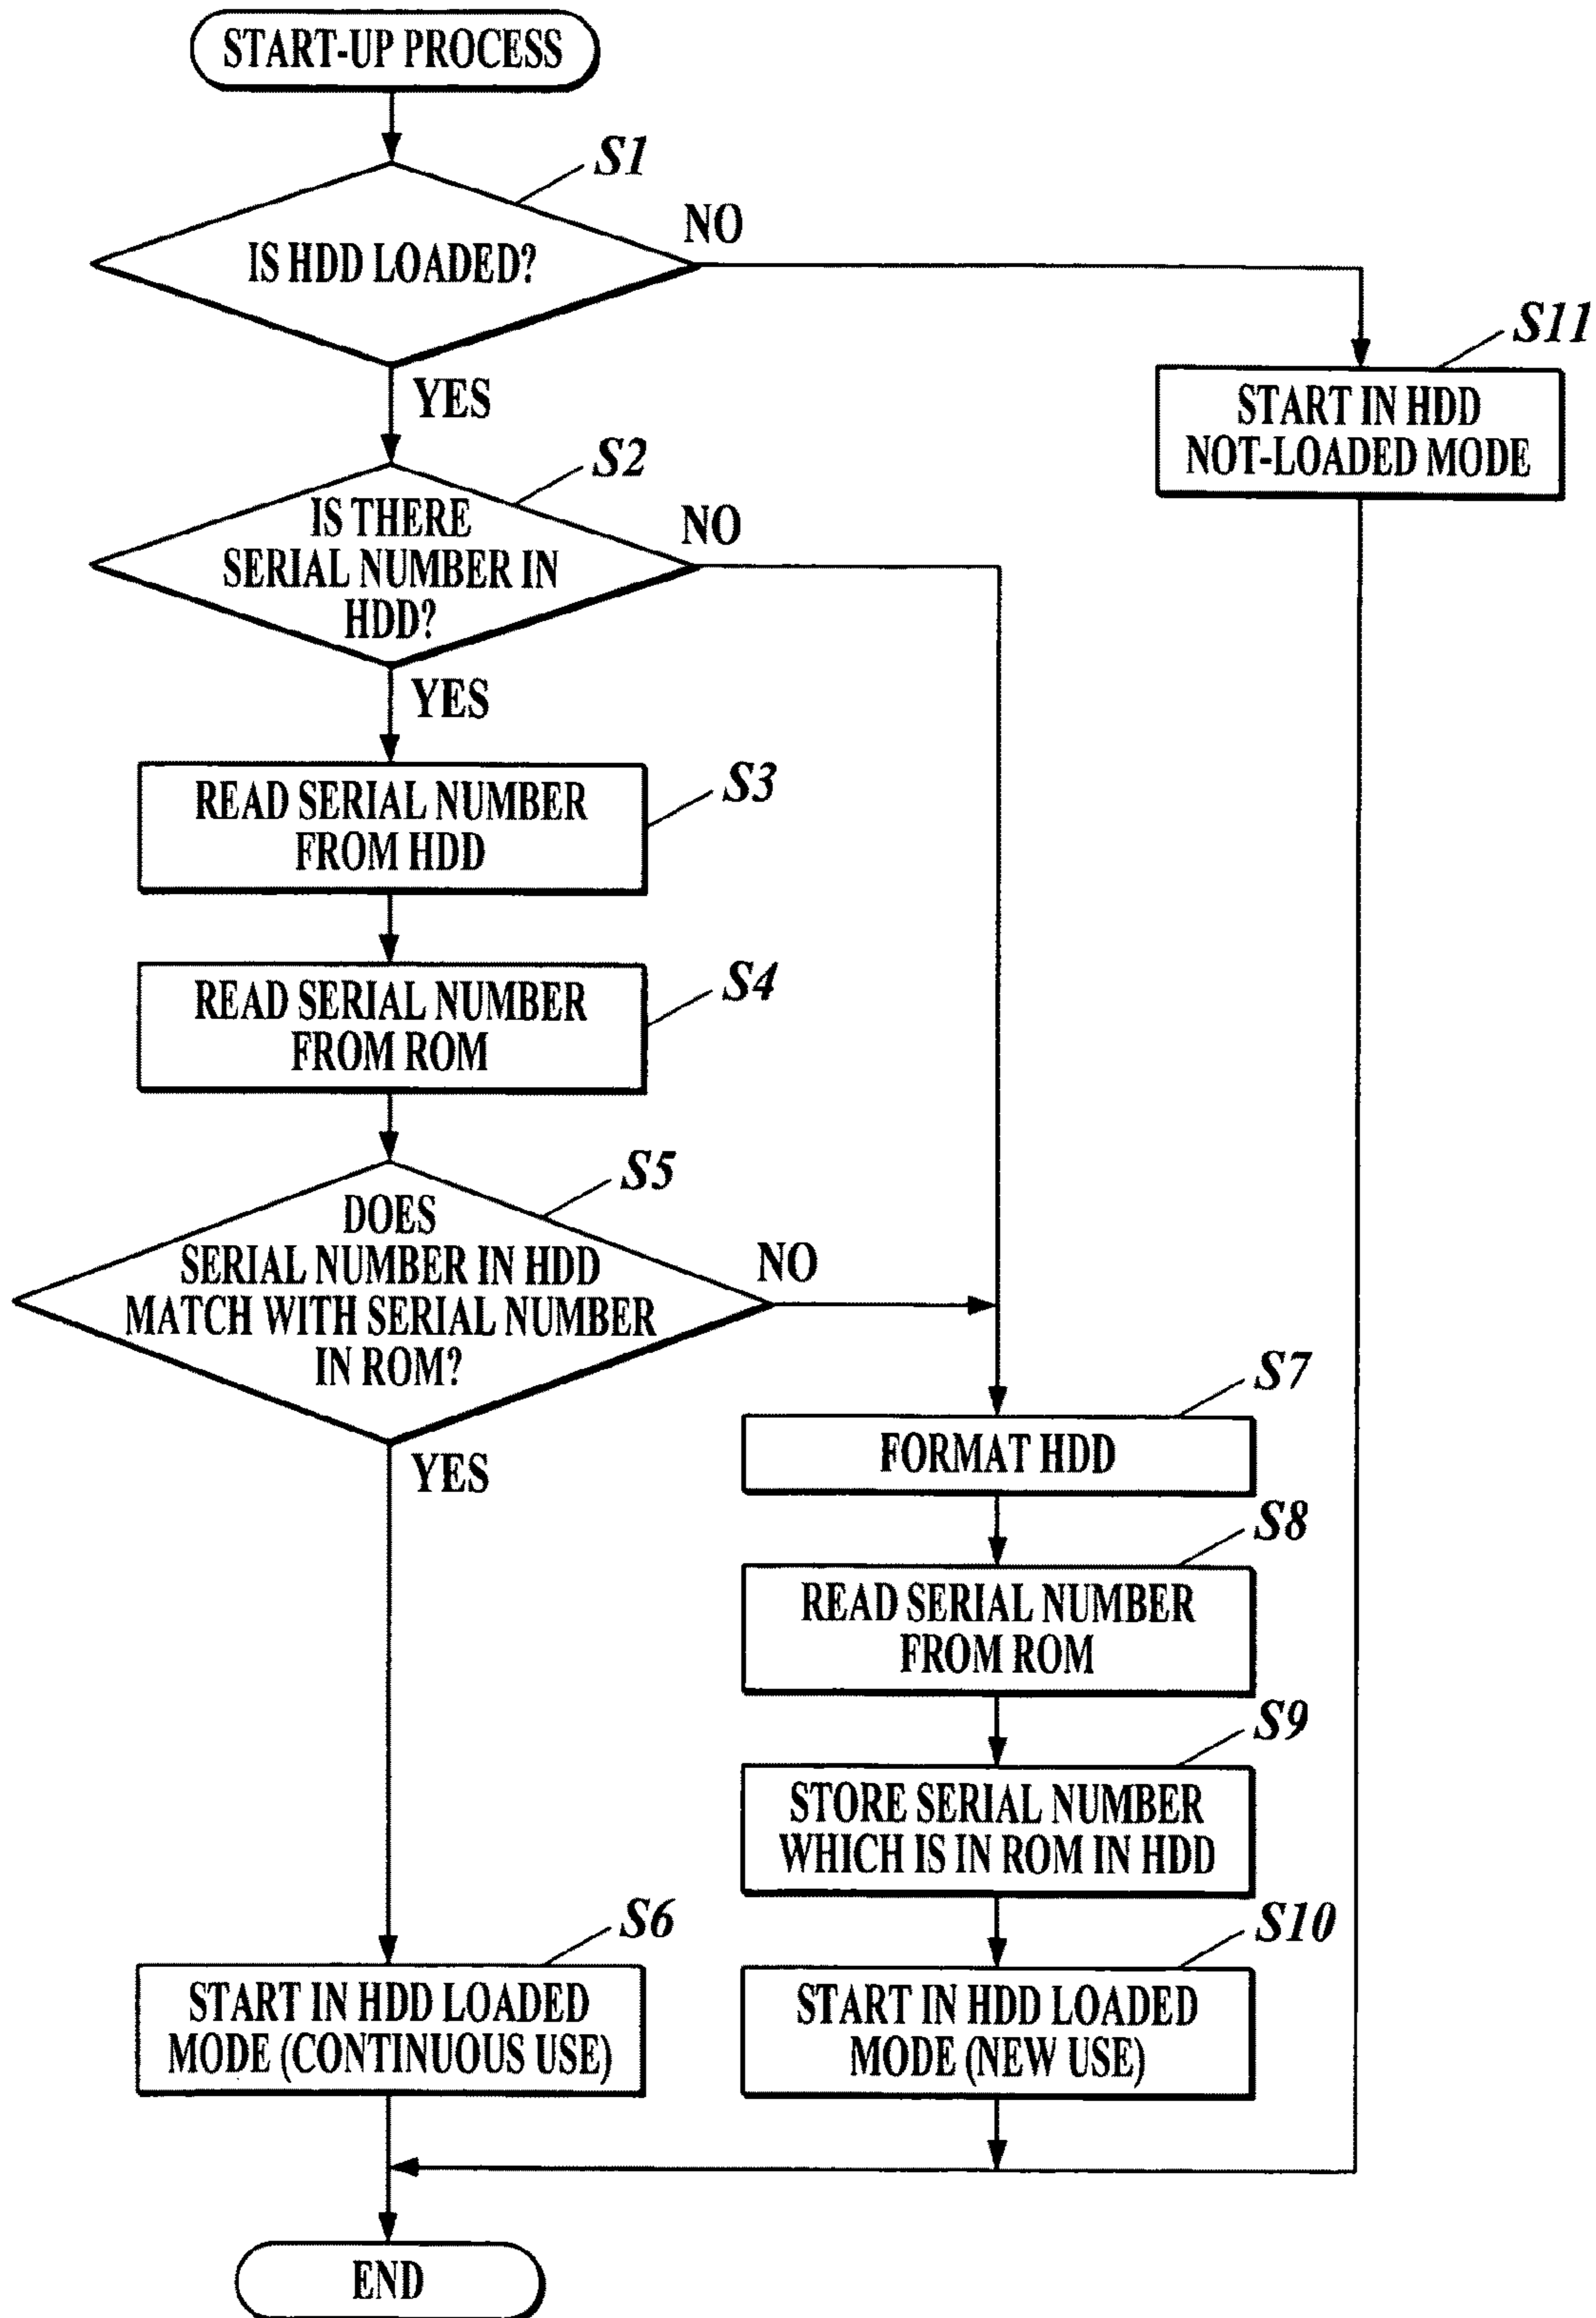 START-UP PROCESS
S1
IS HDD LOADED?
NO
YES
S11
START IN HDD
NOT-LOADED MODE
S2
IS THERE
SERIAL NUMBER IN
HDD?
NO
YES
S3
READ SERIAL NUMBER
FROM HDD
S4
READ SERIAL NUMBER
FROM ROM
S5
DOES
SERIAL NUMBER IN HDD
MATCH WITH SERIAL NUMBER
IN ROM?
NO
YES
S7
FORMAT HDD
S8
READ SERIAL NUMBER
FROM ROM
S9
STORE SERIAL NUMBER
WHICH IS IN ROM IN HDD
S6
START IN HDD LOADED
MODE (CONTINUOUS USE)
S10
START IN HDD LOADED
MODE (NEW USE)
END